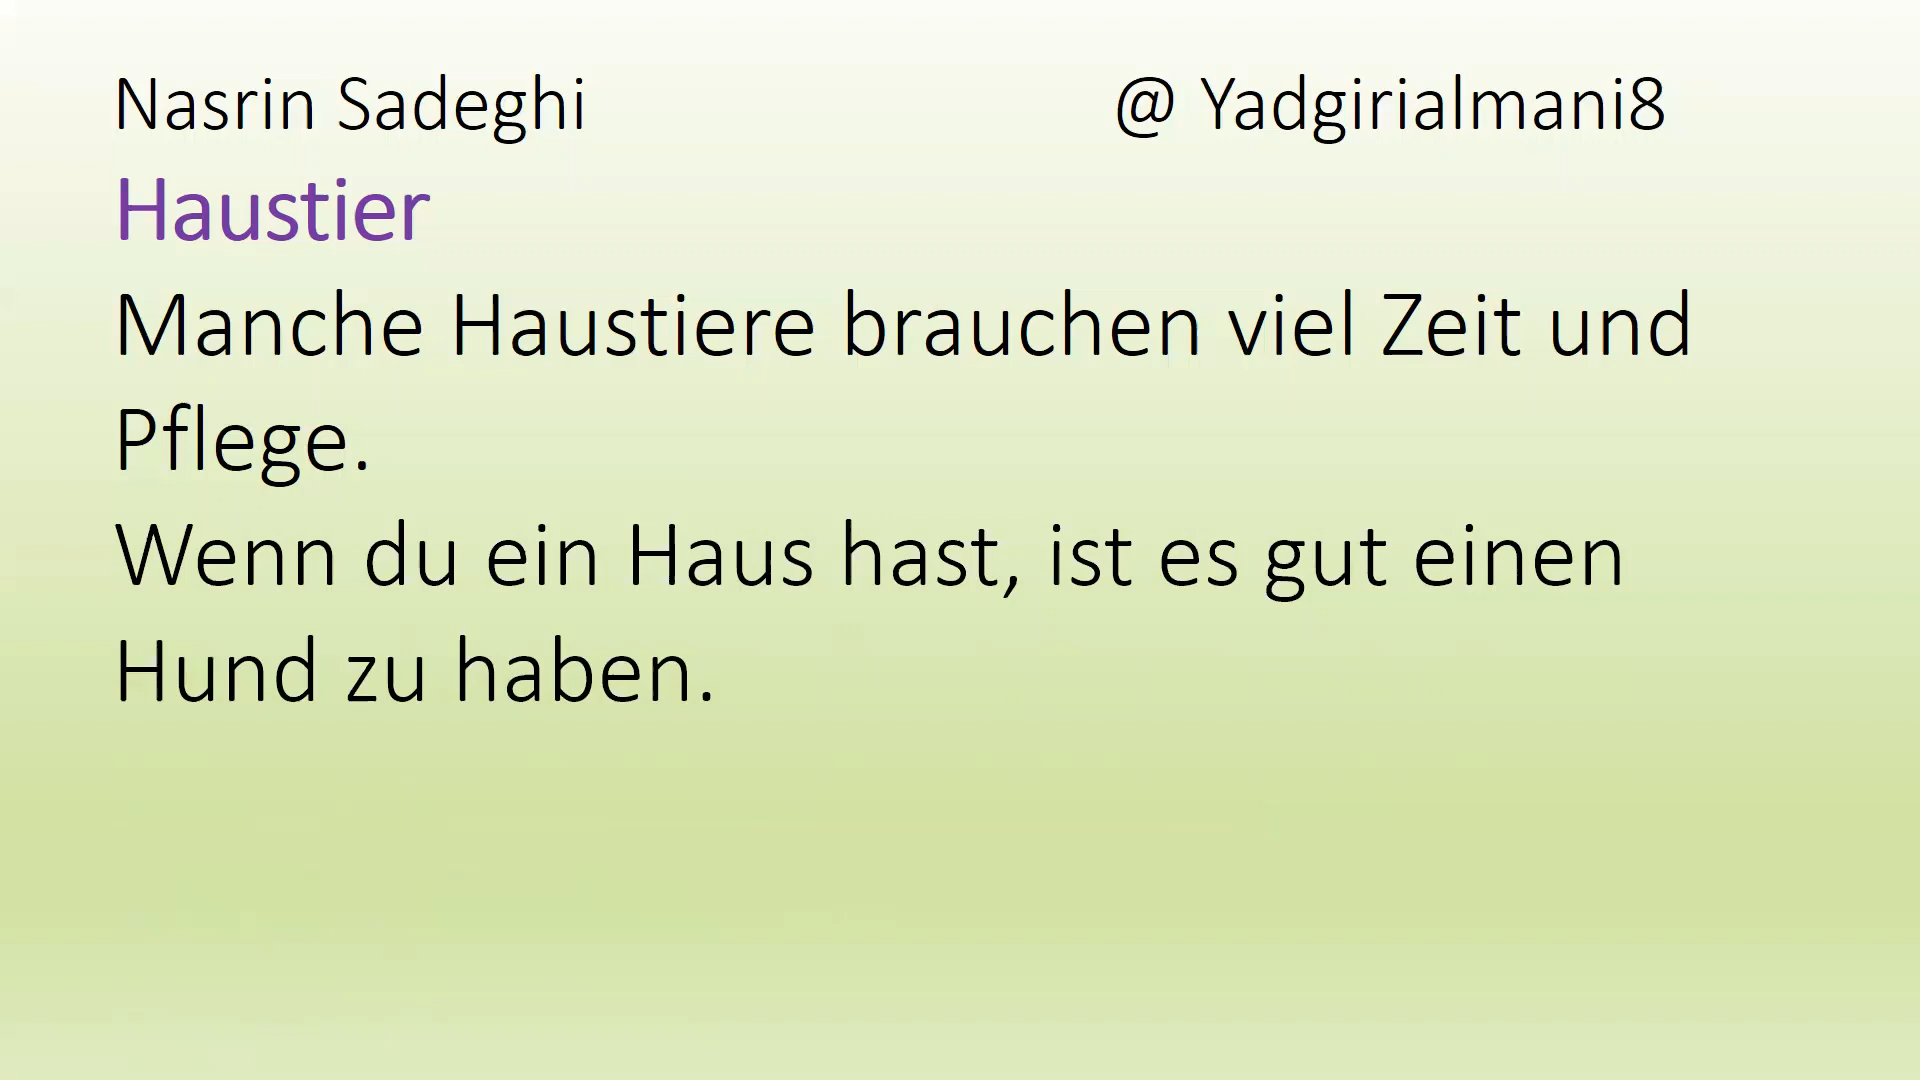 Nasrin Sadeghi @ Yadgirialmani8
Haustier
Manche Haustiere brauchen viel Zeit und
Pflege.
Wenn du ein Haus hast, ist es gut einen
Hund zu haben.